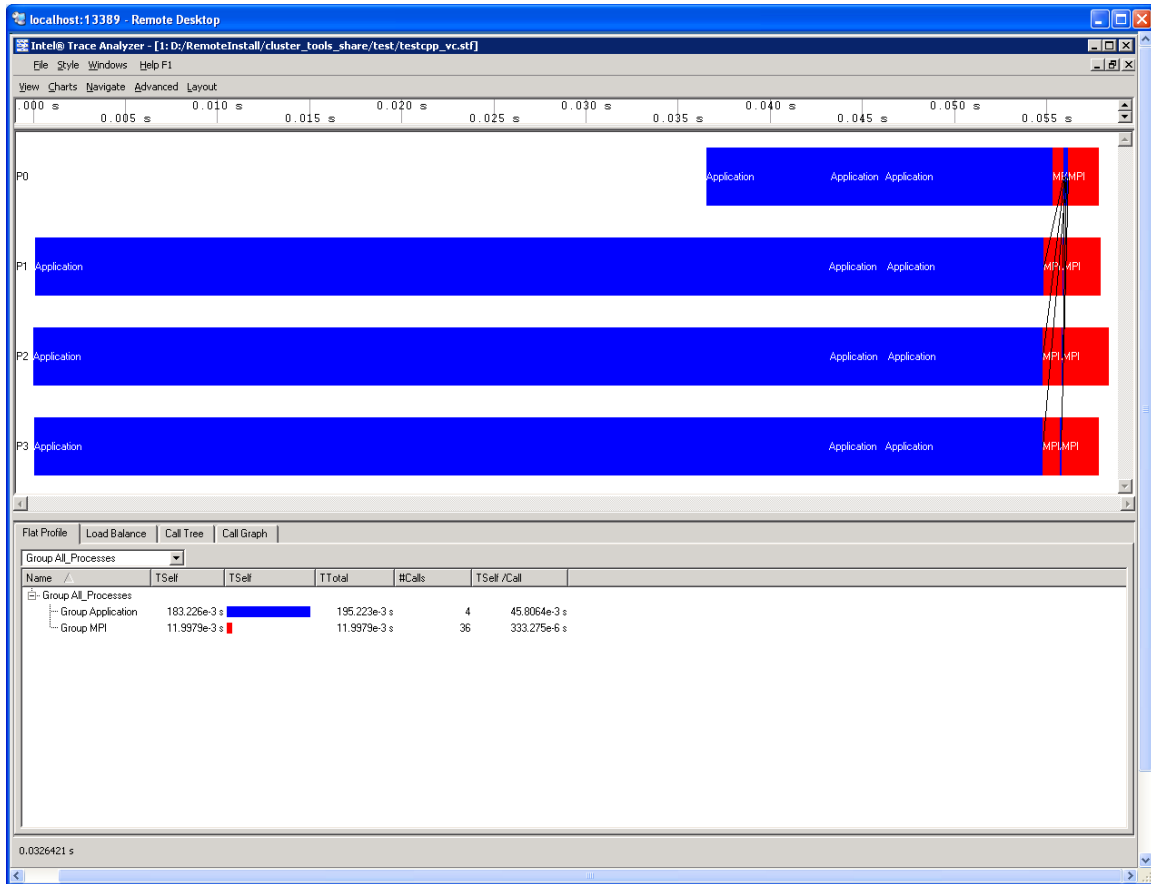 localhost:13389 - Remote Desktop
Intel® Trace Analyzer - [1: D:/RemoteInstall/cluster_tools_share/test/testcpp_vc.stf]
File Style Windows Help F1
View Charts Navigate Advanced Layout
.000 s 0.010 s 0.020 s 0.030 s 0.040 s 0.050 s
0.005 s 0.015 s 0.025 s 0.035 s 0.045 s 0.055 s
P0 Application Application Application MPI
P1 Application Application Application MPI MPI
P2 Application Application Application MPI MPI
P3 Application Application Application MPI MPI
Flat Profile Load Balance Call Tree Call Graph
Group All_Processes
Name TSelf TSelf TTotal #Calls TSelf /Call
Group All_Processes
Group Application 183.226e-3 s 195.223e-3 s 4 45.8064e-3 s
Group MPI 11.9979e-3 s 11.9979e-3 s 36 333.275e-6 s
0.0326421 s